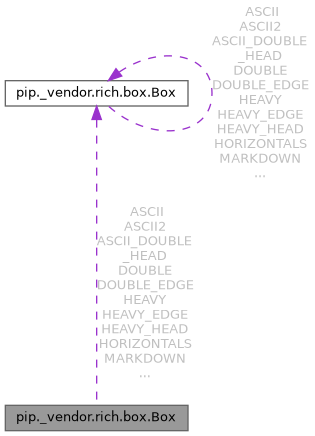 ASCII
ASCII2
ASCII_DOUBLE
_HEAD
DOUBLE
DOUBLE_EDGE
HEAVY
HEAVY_EDGE
HEAVY_HEAD
HORIZONTALS
MARKDOWN
...
pip._vendor.rich.box.Box
ASCII
ASCII2
ASCII_DOUBLE
_HEAD
DOUBLE
DOUBLE_EDGE
HEAVY
HEAVY_EDGE
HEAVY_HEAD
HORIZONTALS
MARKDOWN
...
pip._vendor.rich.box.Box